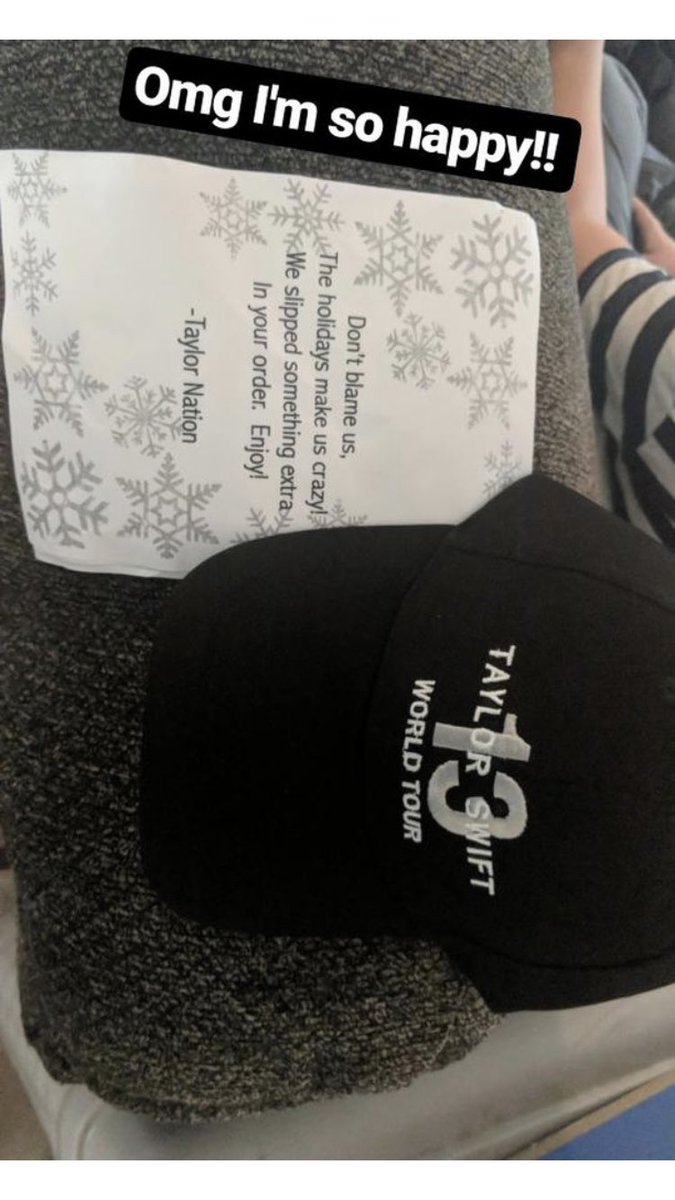 Omg I'm so happy!!
Don't blame us,
The holidays make us crazy!
We slipped something extra
In your order. Enjoy!
-Taylor Nation
TAYLOR SWIFT
13
WORLD TOUR